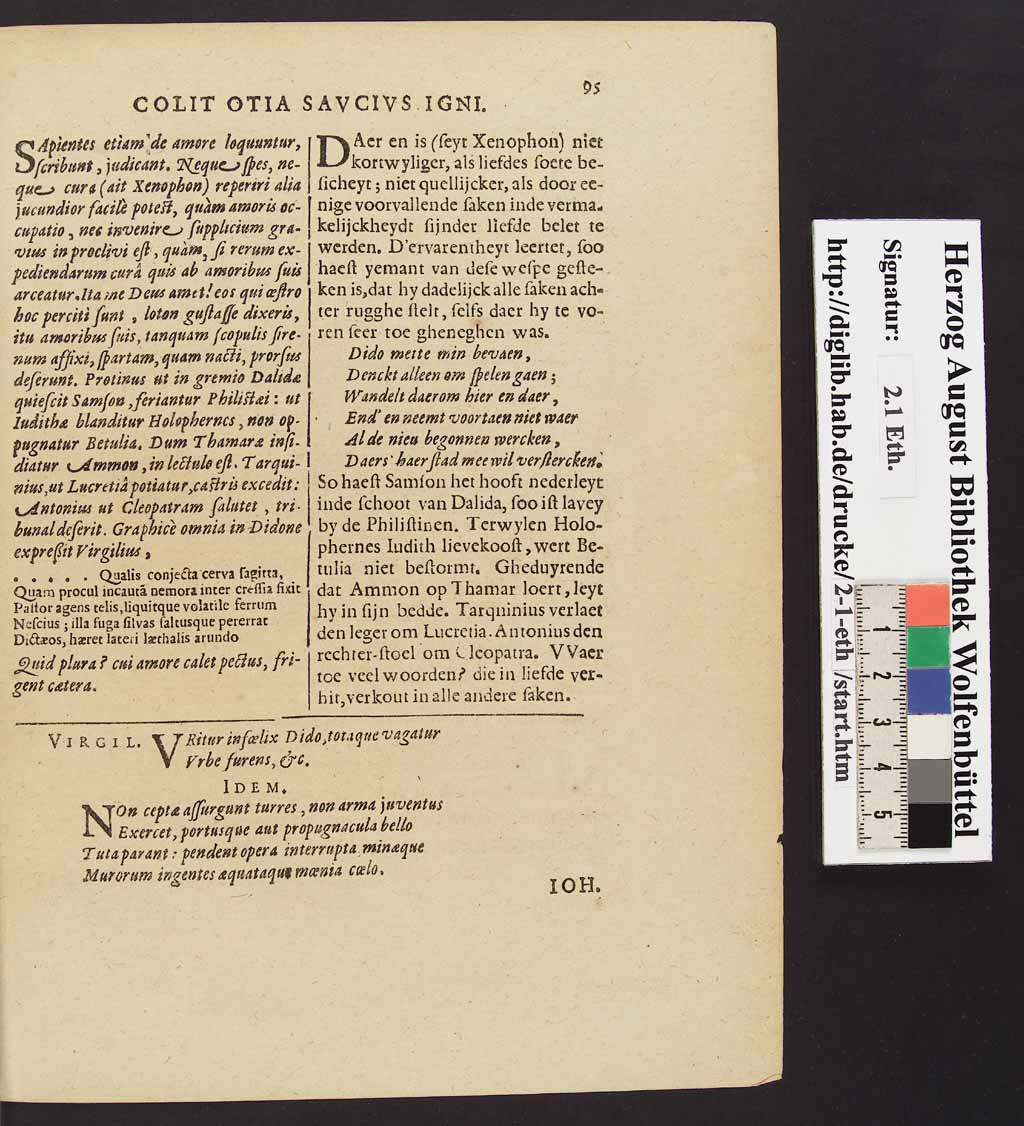 95
COLIT OTIA SAVCIVS IGNI.
SApientes etiam de amore loquuntur,
ſcribunt, judicant. Neque ſpes, ne-
que cura (ait Xenophon) reperiri alia
jucundior facilè poteſt, quàm amoris oc-
cupatio, nec invenire ſupplicium gra-
vius in proclivi eſt, quàm, ſi rerum ex-
pediendarum curâ quis ab amoribus ſuis
arceatur. Ita me Deus amet! eos qui œſtro
hoc perciti ſunt, loton guſtaſſe dixeris,
itu amoribus ſuis, tanquam ſcopulis ſire-
num affixi, ſpartam, quam nacti, prorſus
deſerunt. Protinus ut in gremio Dalidæ
quieſcit Samſon, feriantur Philiſtæi: ut
Iudithæ blanditur Holophernes, non op-
pugnatur Betulia. Dum Thamaræ inſi-
diatur Ammon, in lectulo eſt. Tarqui-
nius, ut Lucretiâ potiatur, caſtris excedit:
Antonius ut Cleopatram ſalutet, tri-
bunal deſerit. Graphicè omnia in Didone
expreßit Virgilius,
. . . . . Qualis conjecta cerva ſagitta,
Quam procul incautâ nemora inter creſſia fixit
Paſtor agens telis, liquitque volatile ferrum
Neſcius; illa fuga ſilvas ſaltusque pererrat
Dictæos, hæret lateri læthalis arundo
Quid plura? cui amore calet pectus, fri-
gent cætera.
DAer en is (ſeyt Xenophon) niet
kortwyliger, als liefdes ſoete be-
ſicheyt; niet quellijcker, als door ee-
nige voorvallende ſaken inde verma-
kelijckheydt ſijnder liefde belet te
werden. D'ervarentheyt leertet, ſoo
haeſt yemant van deſe weſpe geſte-
ken is, dat hy dadelijck alle ſaken ach-
ter rugghe ſtelt, ſelfs daer hy te vo-
ren ſeer toe gheneghen was.
Dido mette min bevaen,
Denckt alleen om ſpelen gaen;
Wandelt daerom hier en daer,
End' en neemt voortaen niet waer
Al de nieu begonnen wercken,
Daers' haer ſtad mee wil verſtercken.
So haeſt Samſon het hooft nederleyt
inde ſchoot van Dalida, ſoo iſt lavey
by de Philiſtinen. Terwylen Holo-
phernes Iudith lievekooſt, wert Be-
tulia niet beſtormt. Gheduyrende
dat Ammon op Thamar loert, leyt
hy in ſijn bedde. Tarqninius verlaet
den leger om Lucretia. Antonius den
rechter-ſtoel om Cleopatra. VVaer
toe veel woorden? die in liefde ver-
hit, verkout in alle andere ſaken.
VIRGIL. VRitur infœlix Dido, totaque vagatur
Vrbe furens, &c.
IDEM.
NOn ceptæ aſſurgunt turres, non arma juventus
Exercet, portusque aut propugnacula bello
Tuta parant: pendent opera interrupta minæque
Murorum ingentes æquataque mœnia cœlo.
IOH.
Herzog August Bibliothek Wolfenbüttel
Signatur: 2.1 Eth.
http://diglib.hab.de/drucke/2-1-eth /start.htm
1 2 3 4 5